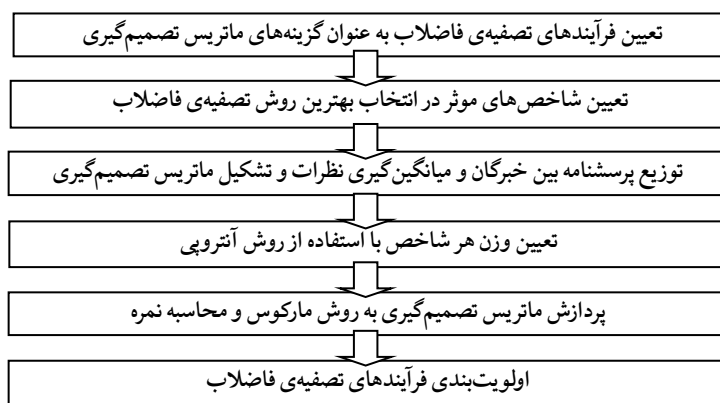 تعیین فرآیندهای تصفیه‌ی فاضلاب به عنوان گزینه‌های ماتریس تصمیم‌گیری
تعیین شاخص‌های موثر در انتخاب بهترین روش تصفیه‌ی فاضلاب
توزیع پرسشنامه بین خبرگان و میانگین‌گیری نظرات و تشکیل ماتریس تصمیم‌گیری
تعیین وزن هر شاخص با استفاده از روش آنتروپی
پردازش ماتریس تصمیم‌گیری به روش مارکوس و محاسبه نمره
اولویت‌بندی فرآیندهای تصفیه‌ی فاضلاب